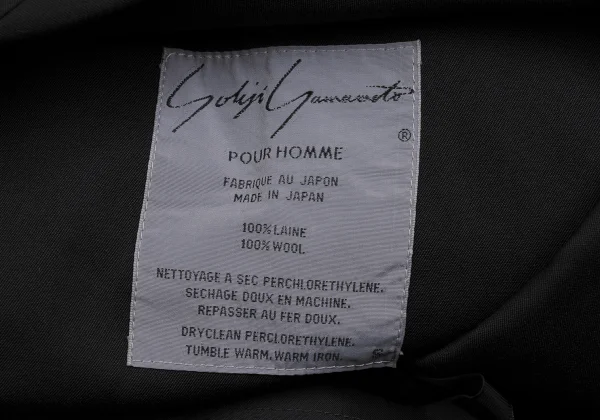 Yohji Yamamoto
®
POUR HOMME
FABRIQUE AU JAPON
MADE IN JAPAN
100% LAINE
100% WOOL
NETTOYAGE A SEC PERCHLORETHYLENE.
SECHAGE DOUX EN MACHINE.
REPASSER AU FER DOUX.
DRYCLEAN PERCLORETHYLENE.
TUMBLE WARM. WARM IRON.